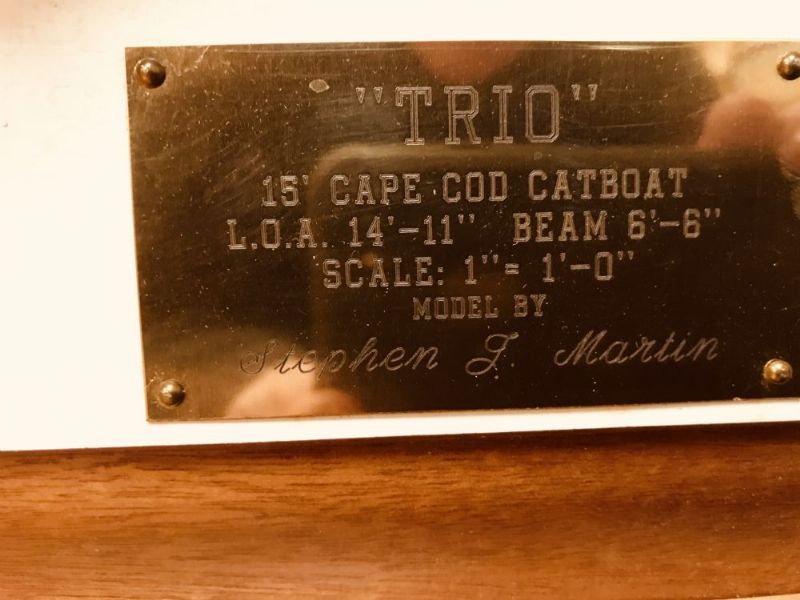 "TRIO"
15' CAPE COD CATBOAT
L.O.A. 14'-11" BEAM 6'-6"
SCALE: 1" = 1'-0"
MODEL BY
Stephen J. Martin